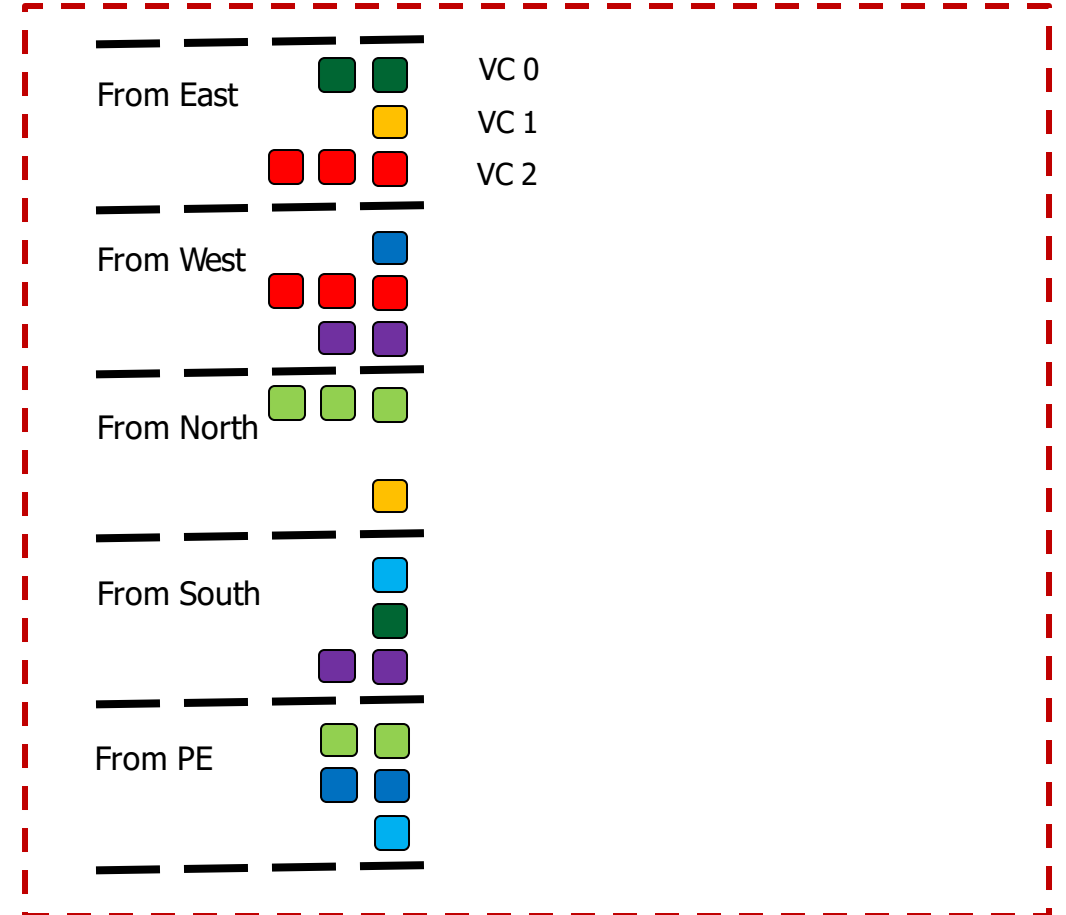 VC 0
From East
VC 1
VC 2
From West
From North
From South
From PE